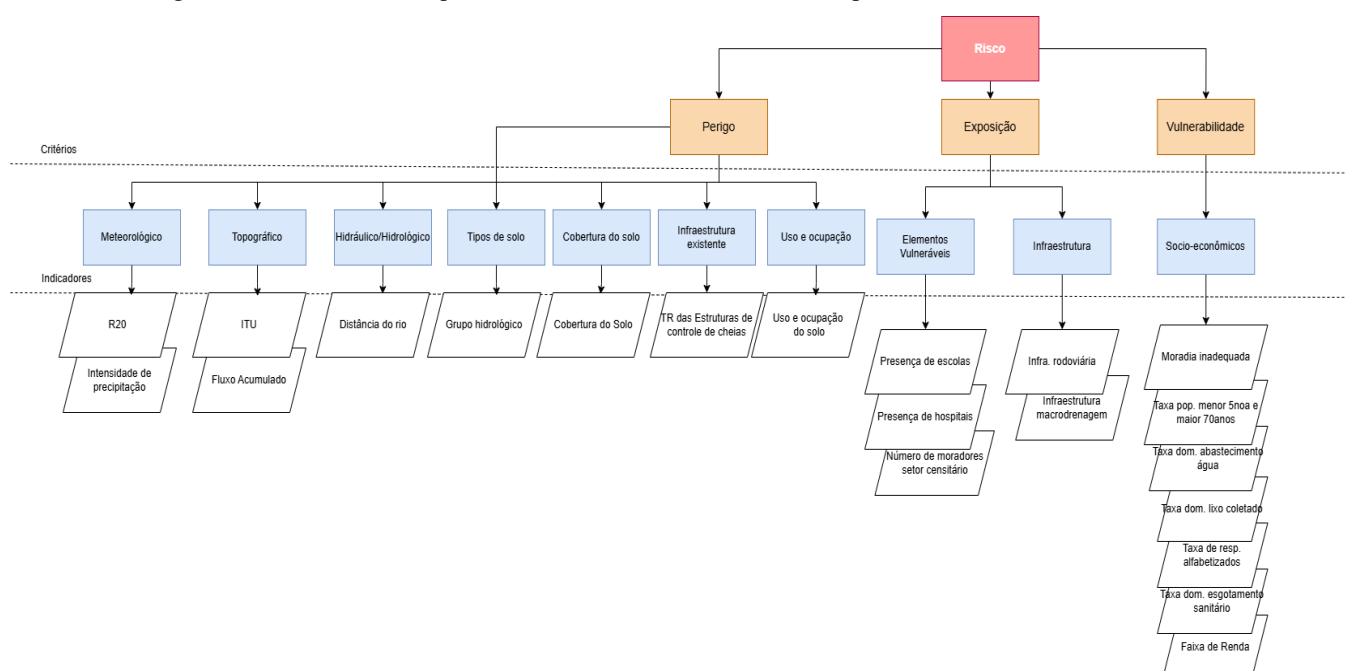 Risco
Perigo
Exposição
Vulnerabilidade
Critérios
Meteorológico
Topográfico
Hidráulico/Hidrológico
Tipos de solo
Cobertura do solo
Infraestrutura
existente
Uso e ocupação
Elementos
Vulneráveis
Infraestrutura
Socio-econômicos
Indicadores
R20
ITU
Distância do rio
Grupo hidrológico
Cobertura do Solo
TR das Estruturas de
controle de cheias
Uso e ocupação
do solo
Intensidade de
precipitação
Fluxo Acumulado
Presença de escolas
Infra. rodoviária
Moradia inadequada
Presença de hospitais
Infraestrutura
macrodrenagem
Taxa pop. menor 5noa e
maior 70anos
Número de moradores
setor censitário
Taxa dom. abastecimento
água
Taxa dom. lixo coletado
Taxa de resp.
alfabetizados
Taxa dom. esgotamento
sanitário
Faixa de Renda